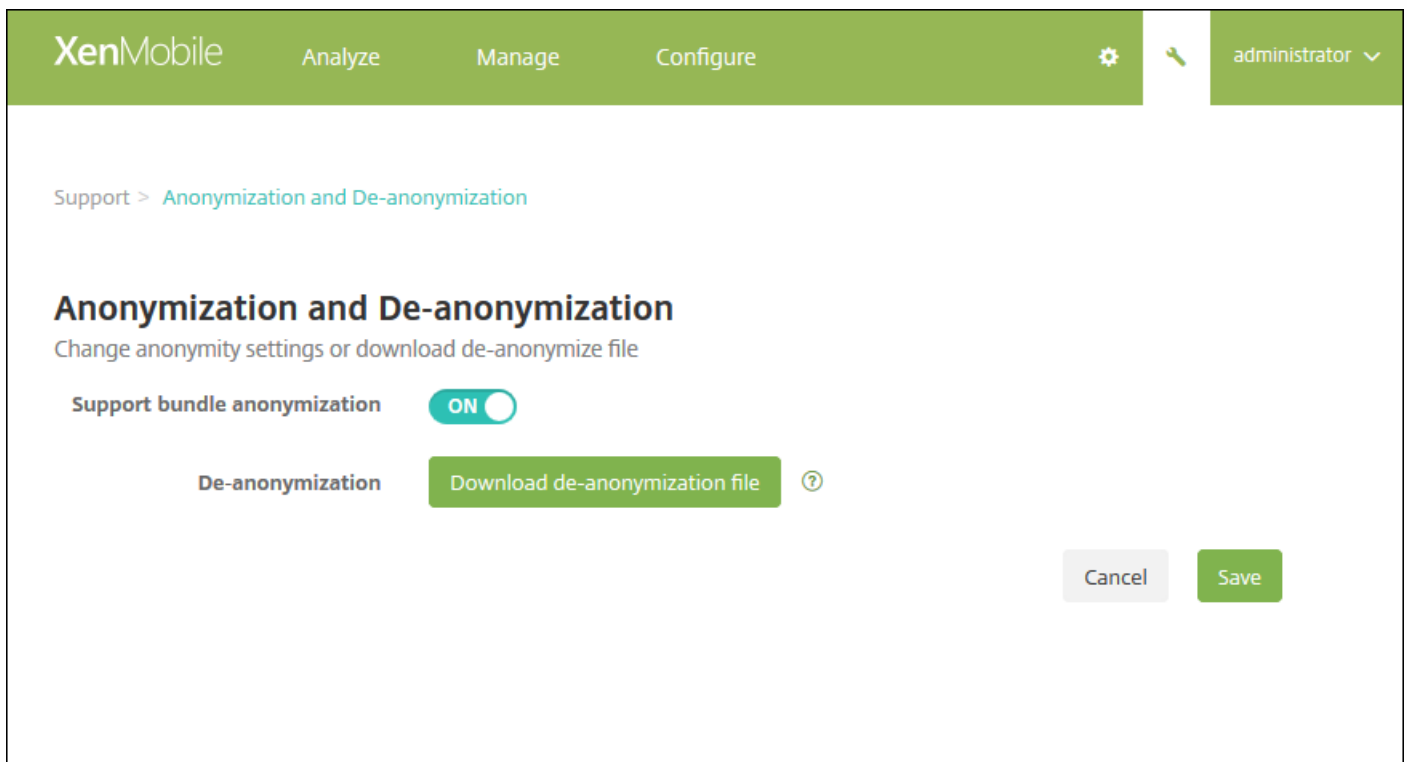 XenMobile Analyze Manage Configure administrator
Support > Anonymization and De-anonymization
Anonymization and De-anonymization
Change anonymity settings or download de-anonymize file
Support bundle anonymization ON
De-anonymization Download de-anonymization file ?
Cancel Save